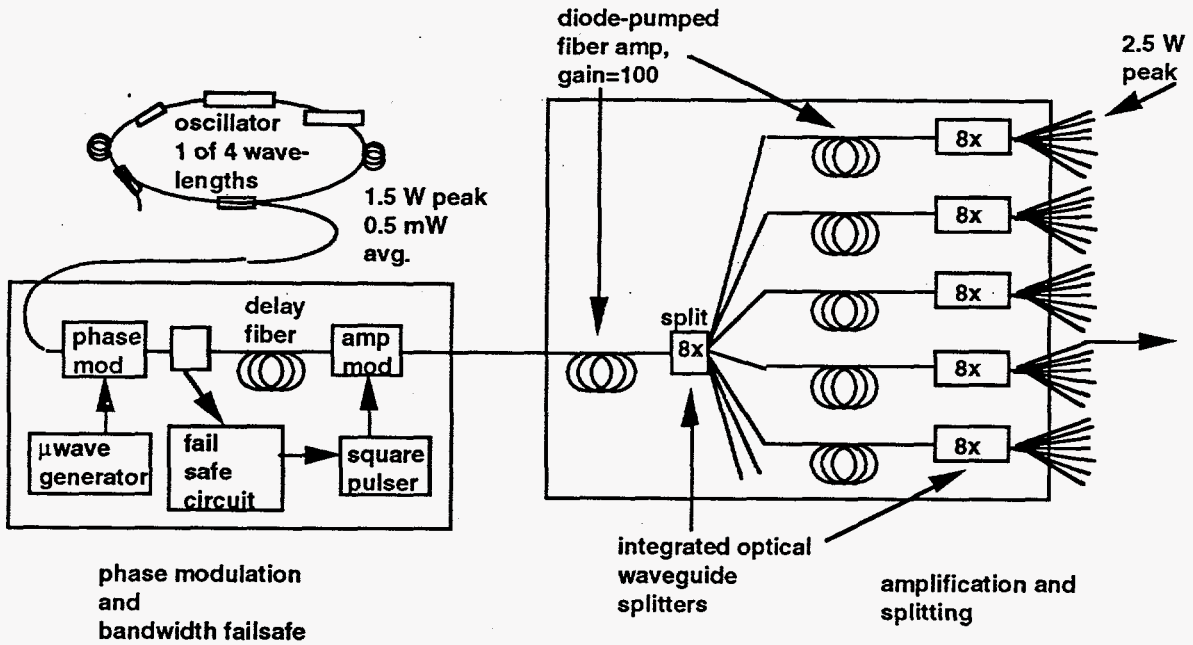 diode-pumped
fiber amp,
gain=100
2.5 W
peak
oscillator
1 of 4 wave-
lengths
1.5 W peak
0.5 mW
avg.
8x
8x
8x
8x
8x
split
8x
delay
fiber
phase
mod
amp
mod
μwave
generator
fail
safe
circuit
square
pulser
integrated optical
waveguide
splitters
amplification and
splitting
phase modulation
and
bandwidth failsafe